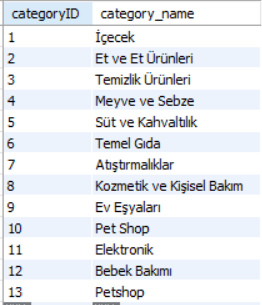 categoryID category_name
1 İçecek
2 Et ve Et Ürünleri
3 Temizlik Ürünleri
4 Meyve ve Sebze
5 Süt ve Kahvaltılık
6 Temel Gıda
7 Atıştırmalıklar
8 Kozmetik ve Kişisel Bakım
9 Ev Eşyaları
10 Pet Shop
11 Elektronik
12 Bebek Bakımı
13 Petshop